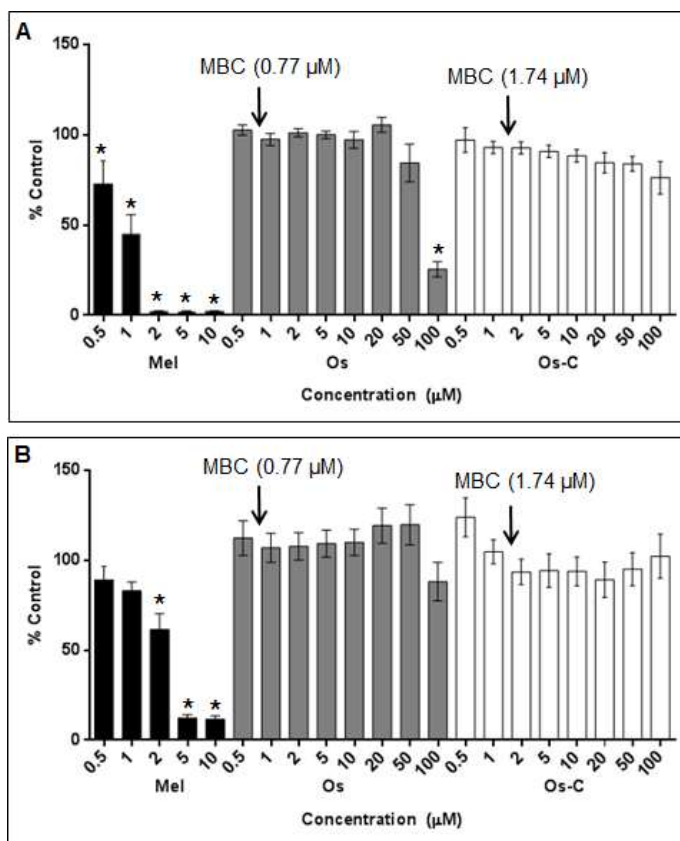 A
150
MBC (0.77 µM)
MBC (1.74 µM)
100
50
0
% Control
* * * * * *
0.5 1 2 5 10 0.5 1 2 5 10 20 50 100 0.5 1 2 5 10 20 50 100
Mel Os Os-C
Concentration (µM)
B
150
MBC (0.77 µM)
MBC (1.74 µM)
100
50
0
% Control
* * *
0.5 1 2 5 10 0.5 1 2 5 10 20 50 100 0.5 1 2 5 10 20 50 100
Mel Os Os-C
Concentration (µM)